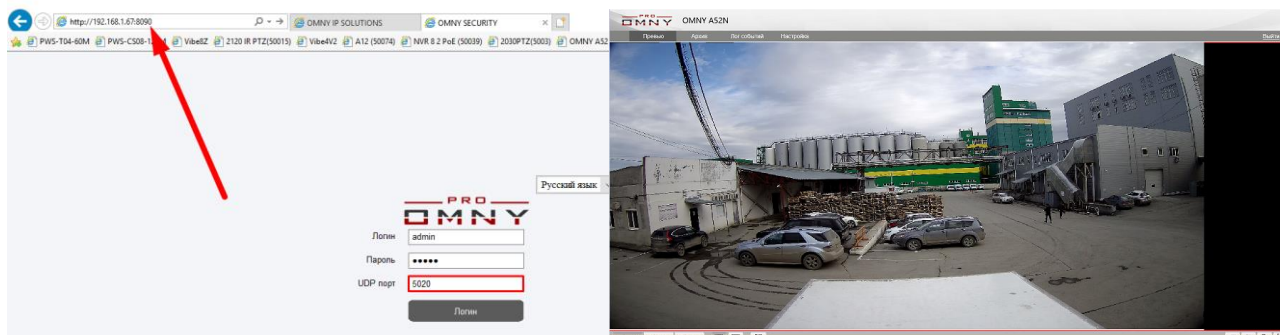 http://192.168.1.67:8090
OMNY IP SOLUTIONS
OMNY SECURITY
PWS-T04-60M
Vibe8Z
2120 IR PTZ(50015)
Vibe4V2
A12 (50074)
NVR 8 2 PoE (50039)
2030PTZ(5003)
OMNY A52
Русский язык
PRO
OMNY
Логин
admin
Пароль
UDP порт
5020
Логин
PRO
OMNY
OMNY A52N
Превью
Архив
Лог событий
Настройка
Выйти